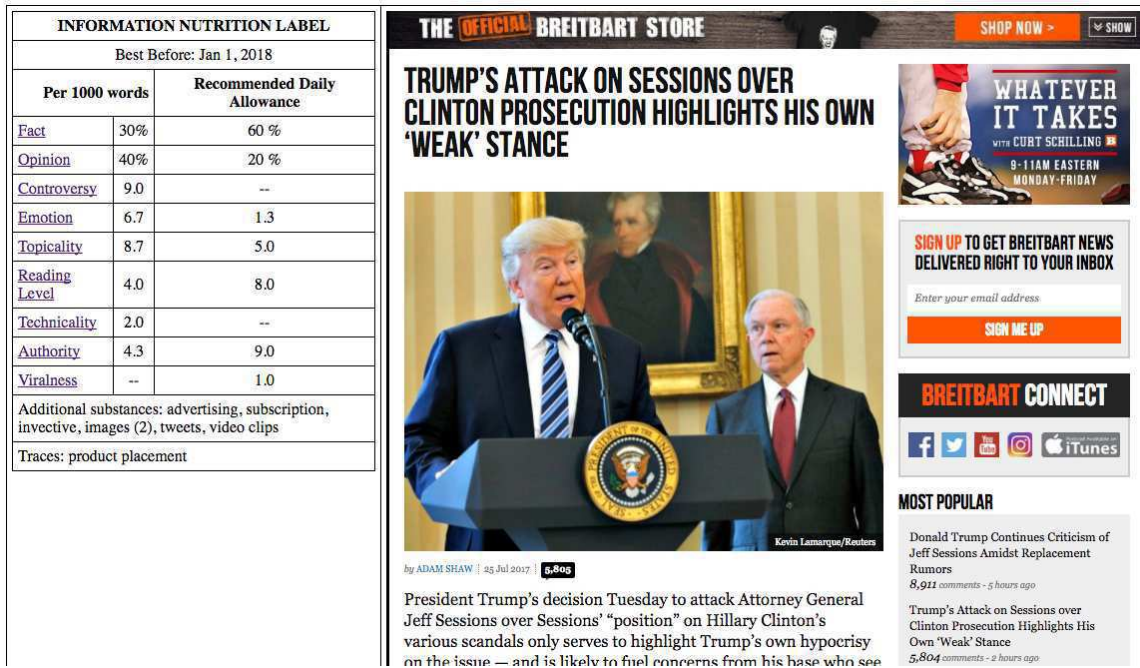 INFORMATION NUTRITION LABEL
Best Before: Jan 1, 2018
Per 1000 words
Recommended Daily
Allowance
Fact 30% 60 %
Opinion 40% 20 %
Controversy 9.0 --
Emotion 6.7 1.3
Topicality 8.7 5.0
Reading
Level 4.0 8.0
Technicality 2.0 --
Authority 4.3 9.0
Viralness -- 1.0
Additional substances: advertising, subscription,
invective, images (2), tweets, video clips
Traces: product placement
THE OFFICIAL BREITBART STORE
SHOP NOW >
SHOW
TRUMP'S ATTACK ON SESSIONS OVER
CLINTON PROSECUTION HIGHLIGHTS HIS OWN
‘WEAK’ STANCE
SEAL OF THE PRESIDENT OF THE UNITED STATES
Kevin Lamarque/Reuters
by ADAM SHAW | 25 Jul 2017 | 5,805
President Trump’s decision Tuesday to attack Attorney General
Jeff Sessions over Sessions’ “position” on Hillary Clinton’s
various scandals only serves to highlight Trump’s own hypocrisy
on the issue — and is likely to fuel concerns from his base who see
WHATEVER
IT TAKES
WITH CURT SCHILLING B
9-11AM EASTERN
MONDAY-FRIDAY
SIGN UP TO GET BREITBART NEWS
DELIVERED RIGHT TO YOUR INBOX
Enter your email address
SIGN ME UP
BREITBART CONNECT
You
Tube
iTunes
MOST POPULAR
Donald Trump Continues Criticism of
Jeff Sessions Amidst Replacement
Rumors
8,911 comments - 5 hours ago
Trump’s Attack on Sessions over
Clinton Prosecution Highlights His
Own ‘Weak’ Stance
5,804 comments - 2 hours ago